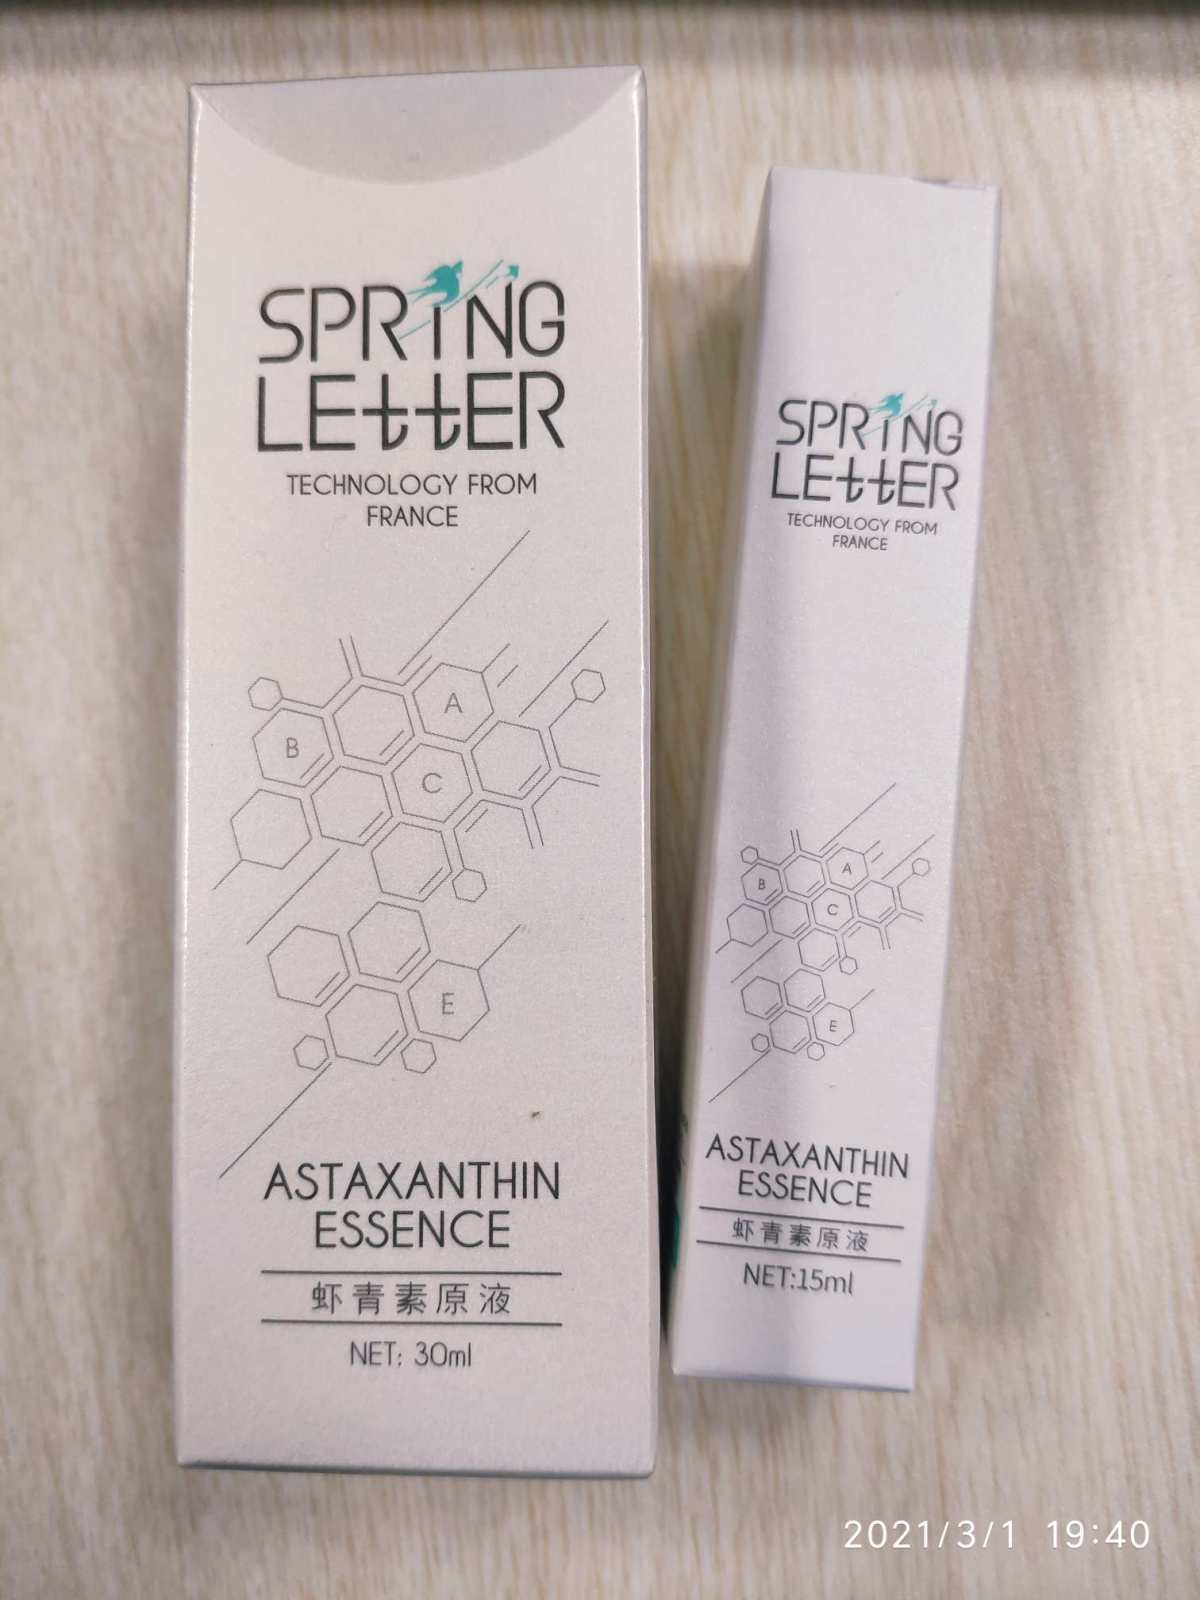 SPRING
LEttER
TECHNOLOGY FROM
FRANCE
A
B
C
E
ASTAXANTHIN
ESSENCE
虾青素原液
NET: 30ml
SPRING
LEttER
TECHNOLOGY FROM
FRANCE
A
B
C
E
ASTAXANTHIN
ESSENCE
虾青素原液
NET:15ml
2021/3/1 19:40